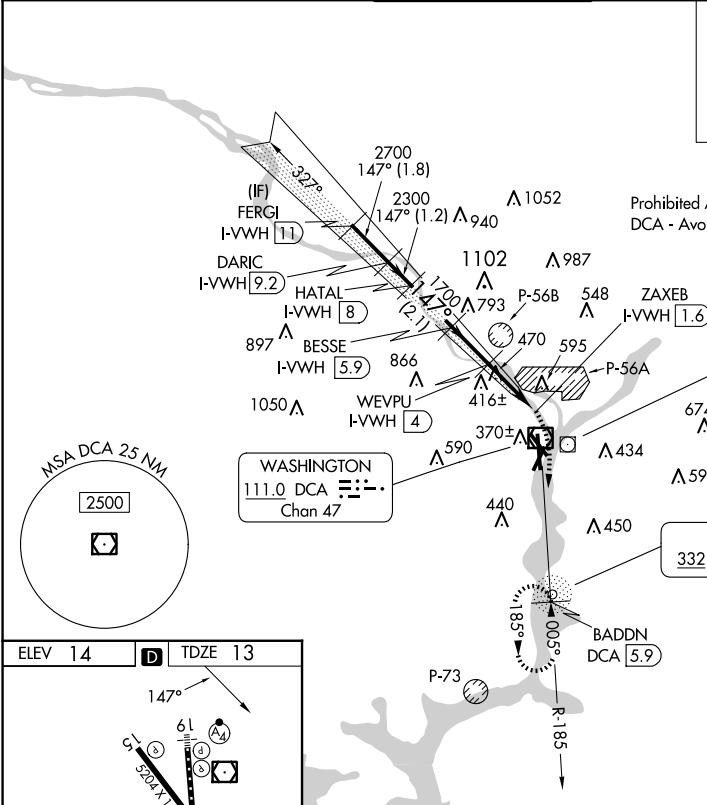 2700
147° (1.8)
327°
2300
147° (1.2)
940
1052
Prohibited
DCA - Avo
(IF)
FERGI
I-VWH 11
DARIC
I-VWH 9.2
HATAL
I-VWH 8
1700
147°
(2.1)
1102
987
793
P-56B
548
ZAXEB
I-VWH 1.6
897
BESSE
I-VWH 5.9
470
595
P-56A
866
WEVPU
I-VWH 4
416±
1050
674
370±
590
434
59
WASHINGTON
111.0 DCA
Chan 47
440
450
332
MSA DCA 25 NM
2500
185°
005°
BADDN
DCA 5.9
P-73
R-185
ELEV 14
D
TDZE 13
147°
15
19
A4
P
P
P
5204 X 1